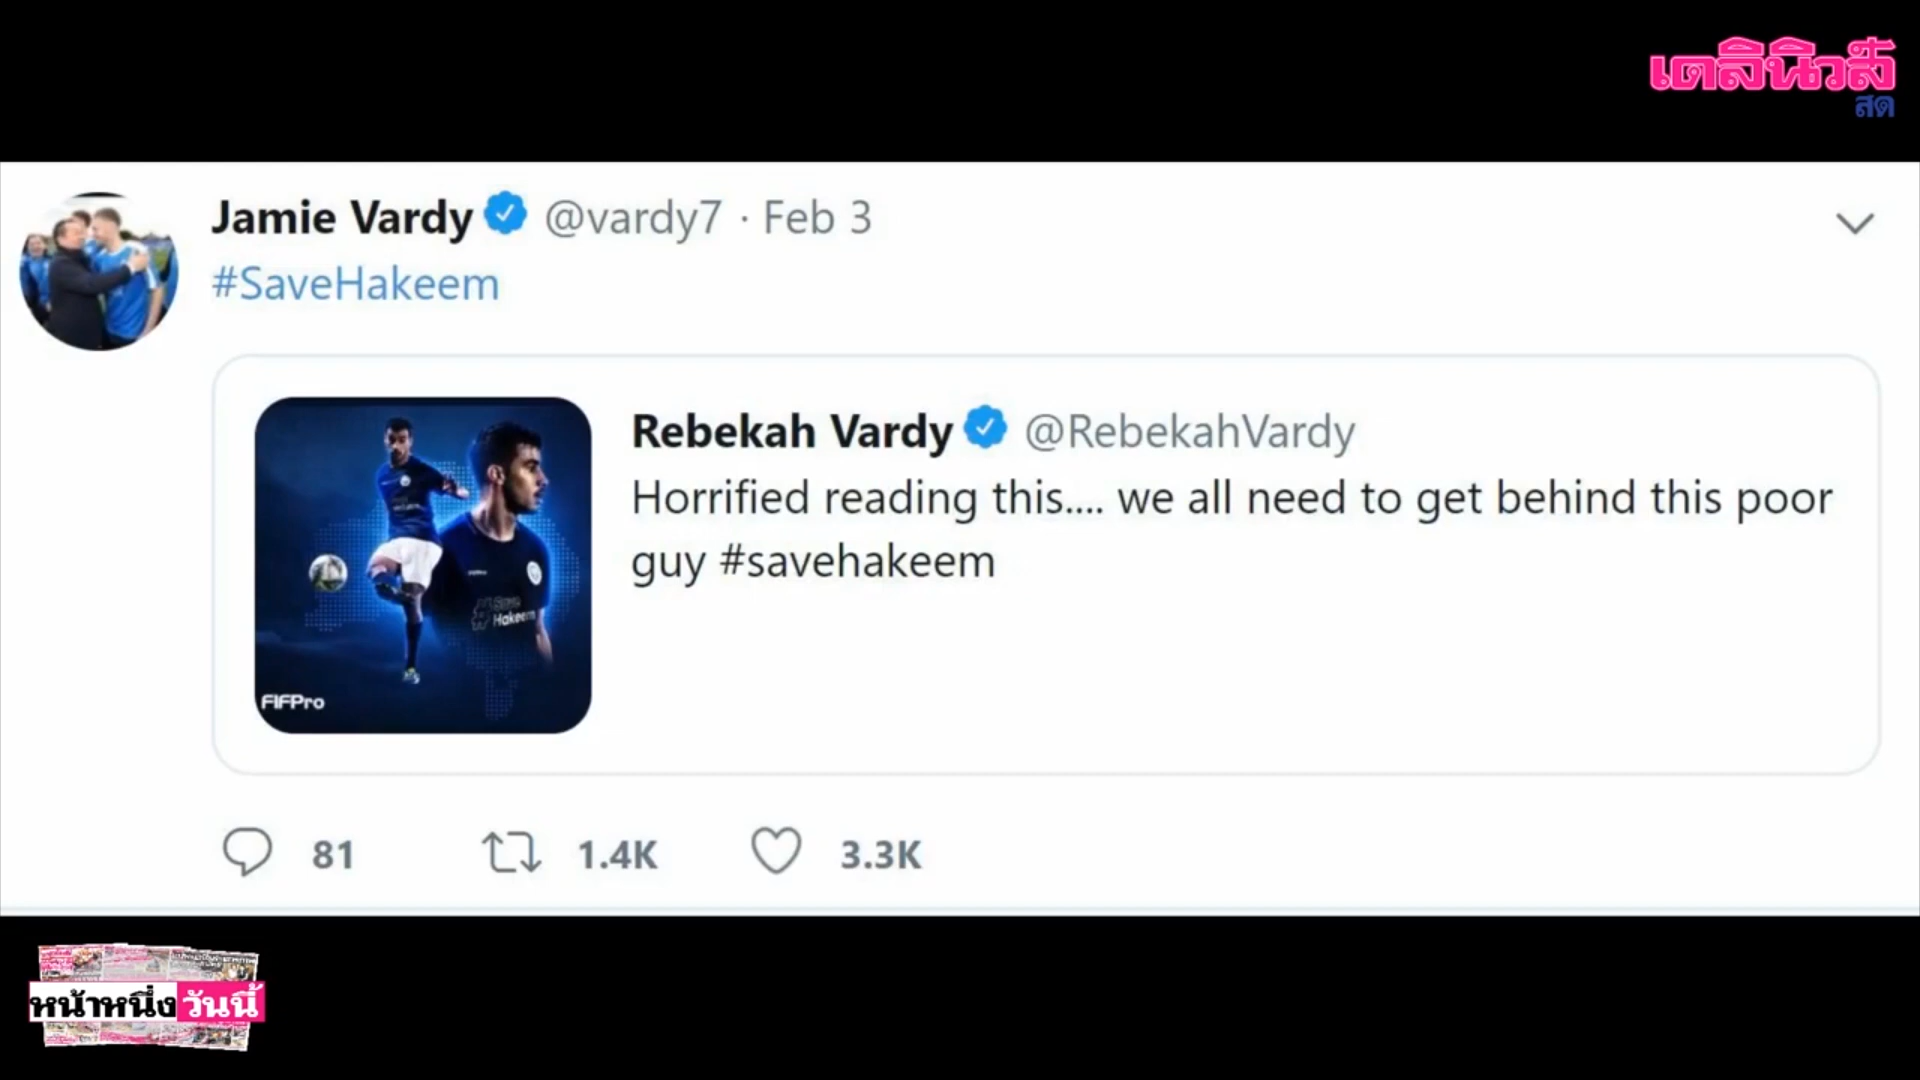 เดลินิวส์
สด
Jamie Vardy @vardy7 · Feb 3
#SaveHakeem
Rebekah Vardy @RebekahVardy
Horrified reading this.... we all need to get behind this poor
guy #savehakeem
#Save
Hakeem
FIFPro
81 1.4K 3.3K
หน้าหนึ่งวันนี้